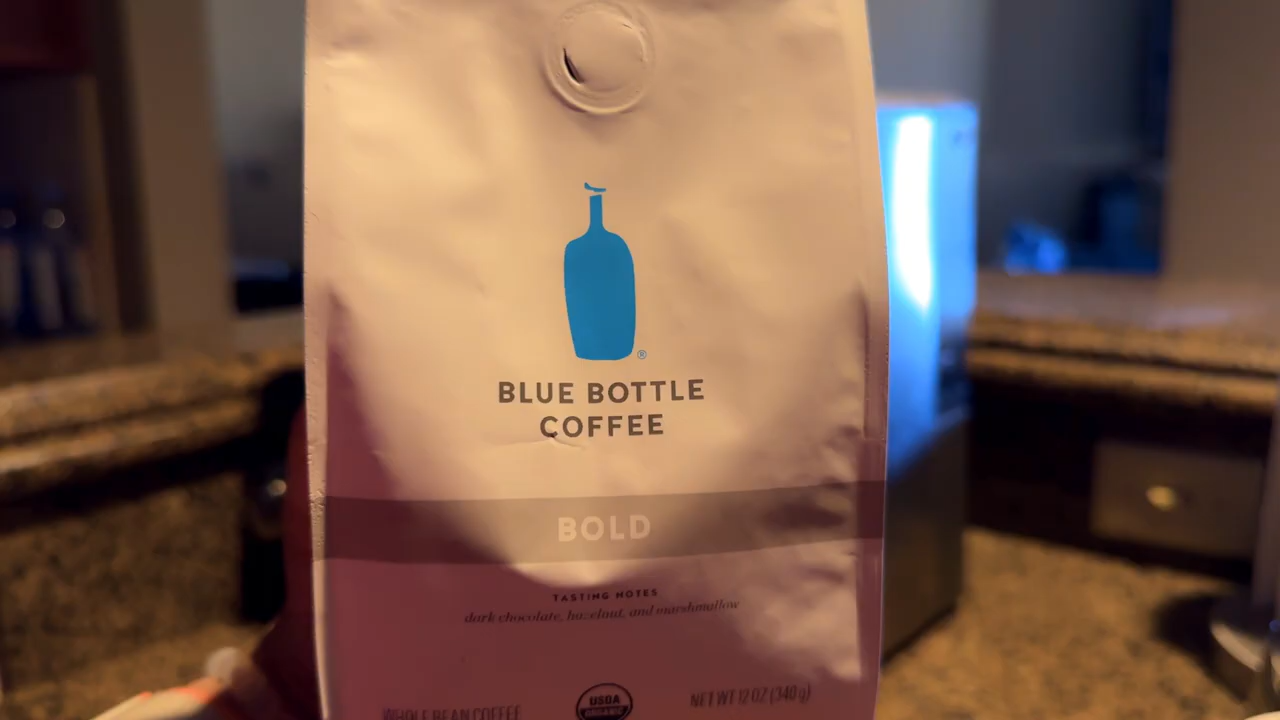 ®
BLUE BOTTLE
COFFEE
BOLD
TASTING NOTES
dark chocolate, hazelnut, and marshmallow
WHOLE BEAN COFFEE
USDA
ORGANIC
NET WT 12 OZ (340 g)